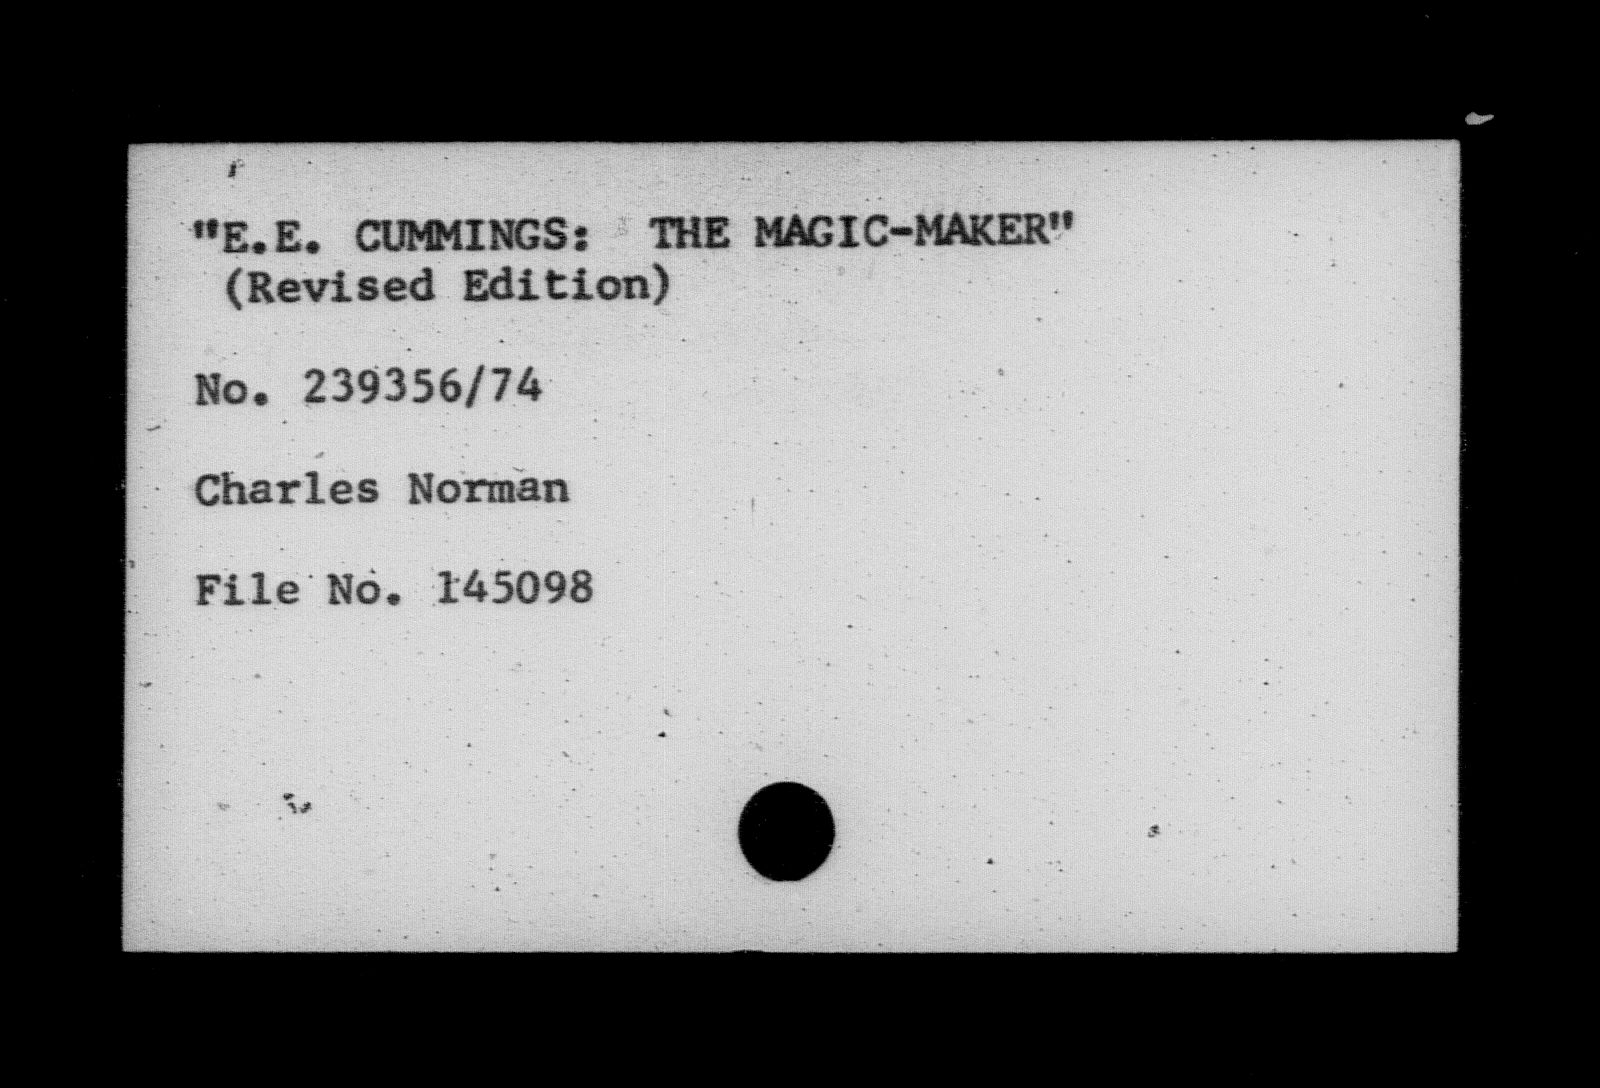 "E.E. CUMMINGS: THE MAGIC-MAKER"
(Revised Edition)
No. 239356/74
Charles Norman
File No. 145098